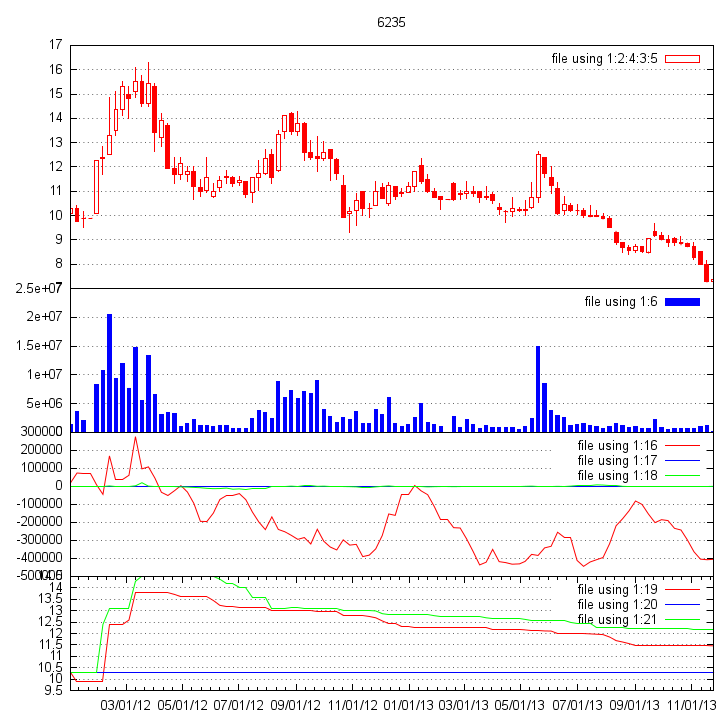 6235
17
file using 1:2:4:3:5
16
15
14
13
12
11
10
9
8
7
2.5e+07
file using 1:6
2e+07
1.5e+07
1e+07
5e+06
0
300000
file using 1:16
200000
file using 1:17
100000
file using 1:18
0
-100000
-200000
-300000
-400000
-500000
14.5
14
file using 1:19
13.5
file using 1:20
13
file using 1:21
12.5
12
11.5
11
10.5
10
9.5
03/01/12 05/01/12 07/01/12 09/01/12 11/01/12 01/01/13 03/01/13 05/01/13 07/01/13 09/01/13 11/01/13